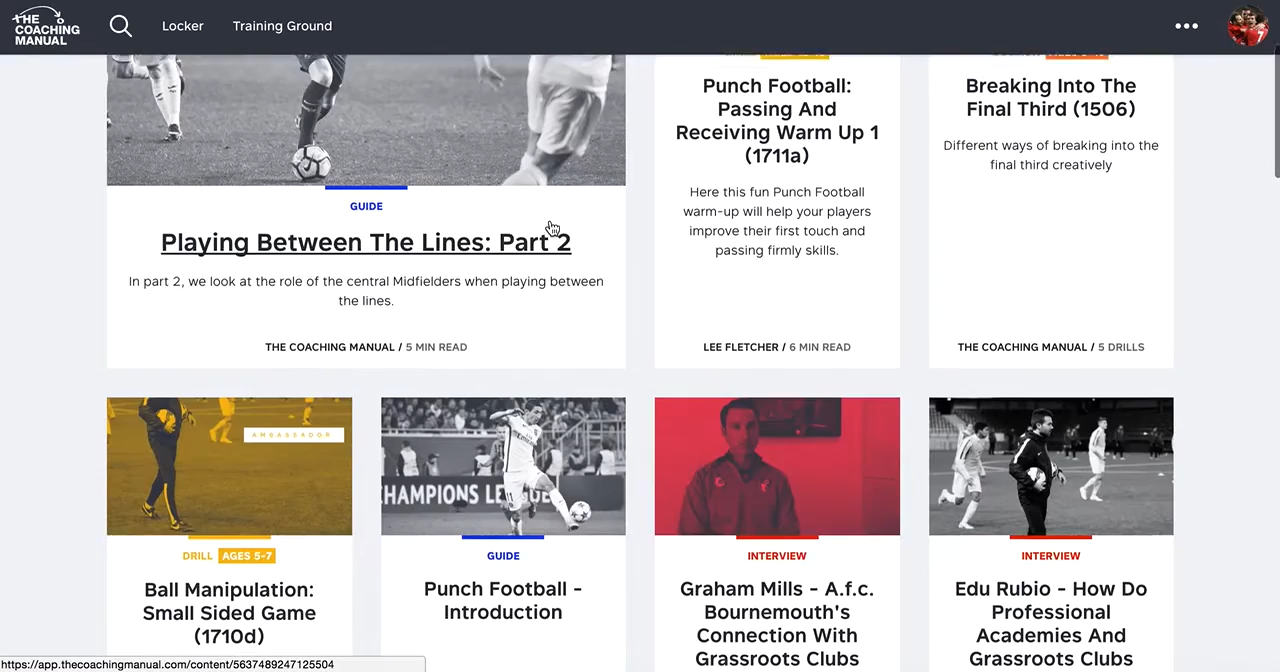 THE
COACHING
MANUAL
Locker
Training Ground
7
GUIDE
Playing Between The Lines: Part 2
In part 2, we look at the role of the central Midfielders when playing between
the lines.
THE COACHING MANUAL / 5 MIN READ
Punch Football:
Passing And
Receiving Warm Up 1
(1711a)
Here this fun Punch Football
warm-up will help your players
improve their first touch and
passing firmly skills.
LEE FLETCHER / 6 MIN READ
Breaking Into The
Final Third (1506)
Different ways of breaking into the
final third creatively
THE COACHING MANUAL / 5 DRILLS
AMBASSADOR
DRILL AGES 5-7
Ball Manipulation:
Small Sided Game
(1710d)
CHAMPIONS LEAGUE
GUIDE
Punch Football -
Introduction
INTERVIEW
Graham Mills - A.f.c.
Bournemouth's
Connection With
Grassroots Clubs
INTERVIEW
Edu Rubio - How Do
Professional
Academies And
Grassroots Clubs
https://app.thecoachingmanual.com/content/5637489247125504